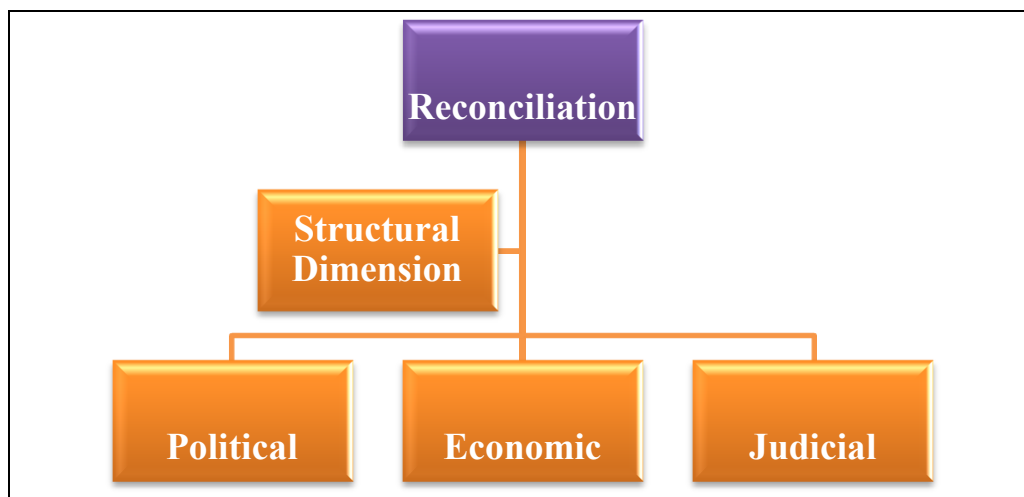 Reconciliation
Structural
Dimension
Political
Economic
Judicial